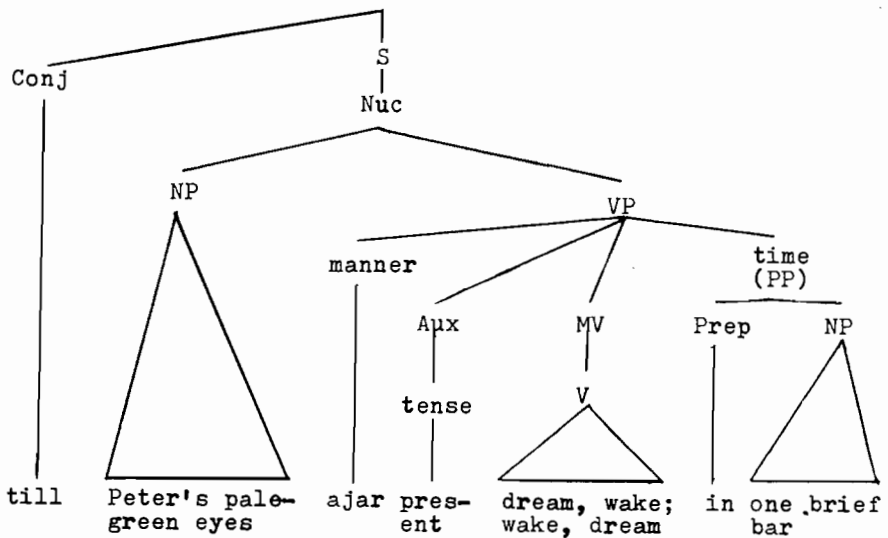 S
Conj
Nuc
NP
VP
manner
time
(PP)
Aux MV Prep NP
V
tense
till Peter's pale- ajar pres- dream, wake; in one brief
green eyes ent wake, dream bar